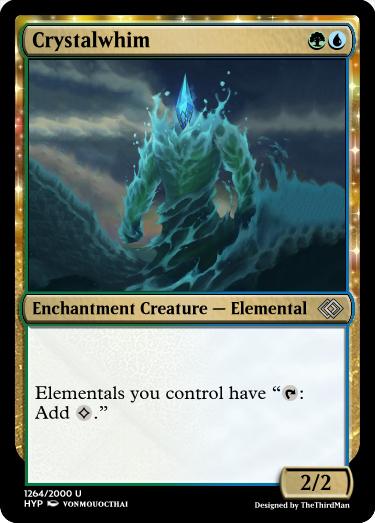 Crystalwhim
Enchantment Creature — Elemental
Elementals you control have “    :
Add    .”
2/2
1264/2000 U
HYP VONMOUOCTHAI
Designed by TheThirdMan